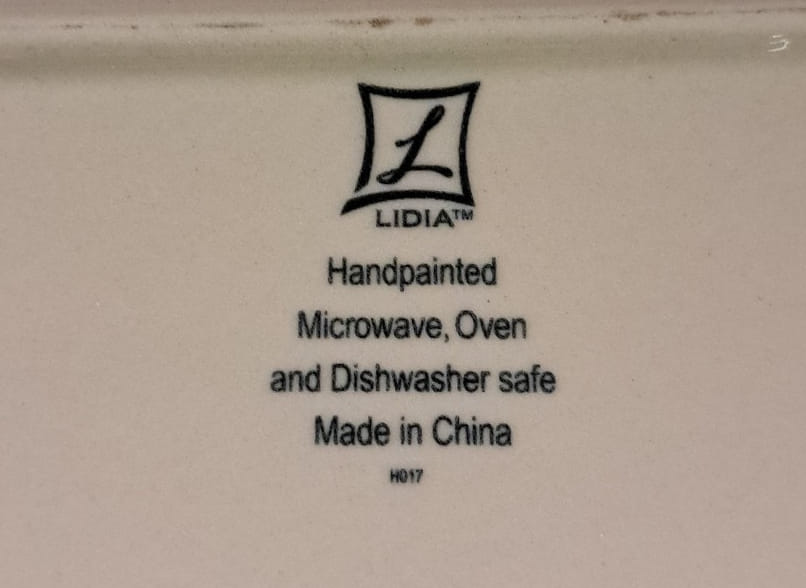 L
LIDIA™
Handpainted
Microwave, Oven
and Dishwasher safe
Made in China
H017